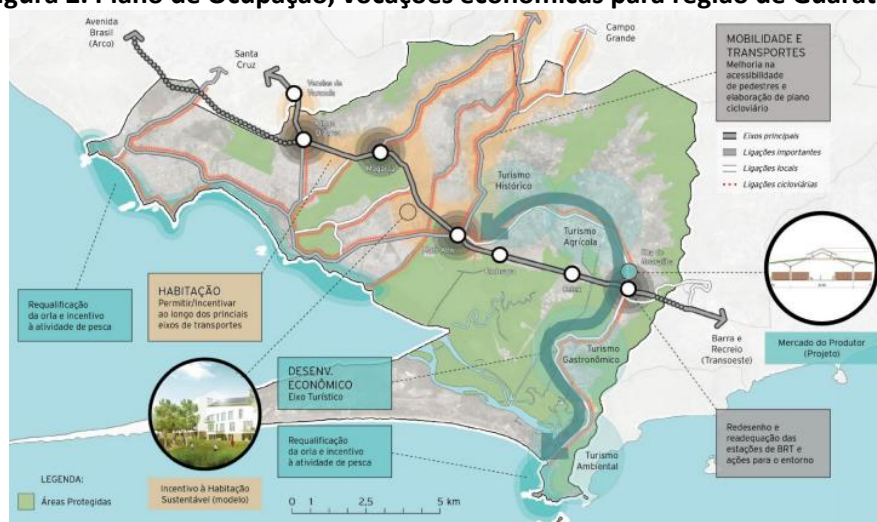 Figura 2: Plano de Ocupação, vocações econômicas para região de Guarat
Avenida
Brasil
(Arco)
Santa
Cruz
Campo
Grande
MOBILIDADE E
TRANSPORTES
Melhoria na
acessibilidade
de pedestres e
elaboração de plano
cicloviário
Eixos principais
Ligações importantes
Ligações locais
Ligações cicloviárias
Magarça
Turismo
Histórico
Turismo
Agrícola
Requalificação
da orla e incentivo
à atividade de pesca
HABITAÇÃO
Permitir/incentivar
ao longo dos princiais
eixos de transportes
Mercado do Produtor
(Projeto)
Barra e
Recreio
(Transoeste)
DESENV.
ECONÔMICO
Eixo Turístico
Turismo
Gastronômico
Requalificação
da orla e incentivo
à atividade de pesca
Turismo
Ambiental
Redesenho e
readequação das
estações de BRT e
ações para o entorno
LEGENDA:
Áreas Protegidas
Incentivo à Habitação
Sustentável (modelo)
0 1 2,5 5 km